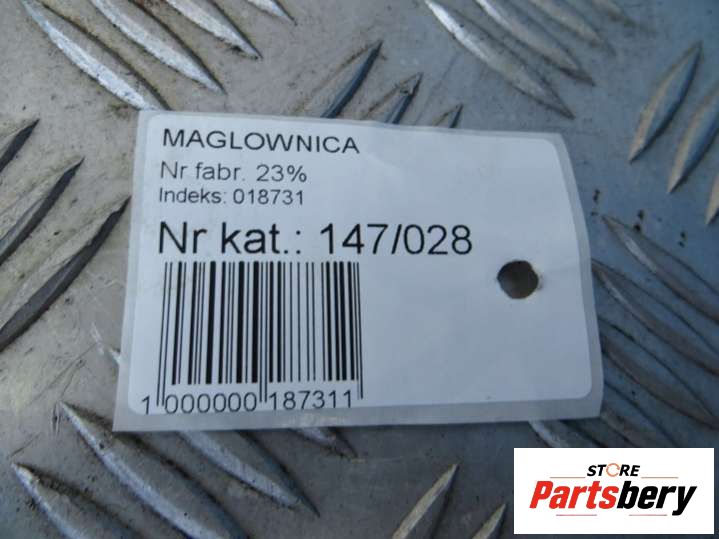 MAGLOWNICA
Nr fabr. 23%
Indeks: 018731
Nr kat.: 147/028
1 000000 187311
STORE
Partsbery